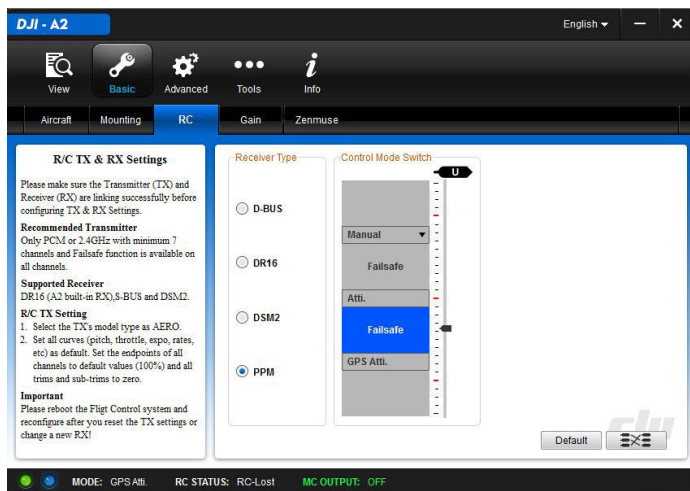 DJI - A2
English
View
Basic
Advanced
Tools
Info
Aircraft
Mounting
RC
Gain
Zenmuse
R/C TX & RX Settings
Please make sure the Transmitter (TX) and
Receiver (RX) are linking successfully before
configuring TX & RX Settings.
Recommended Transmitter
Only PCM or 2.4GHz with minimum 7
channels and Failsafe function is available on
all channels.
Supported Receiver
DR16 (A2 built-in RX),S-BUS and DSM2.
R/C TX Setting
1. Select the TX's model type as AERO.
2. Set all curves (pitch, throttle, expo, rates,
etc) as default. Set the endpoints of all
channels to default values (100%) and all
trims and sub-trims to zero.
Important
Please reboot the Fligt Control system and
reconfigure after you reset the TX settings or
change a new RX!
Receiver Type
D-BUS
DR16
DSM2
PPM
Control Mode Switch
U
Manual
Failsafe
Atti.
Failsafe
GPS Atti.
dji
Default
MODE: GPS Atti. RC STATUS: RC-Lost MC OUTPUT: OFF